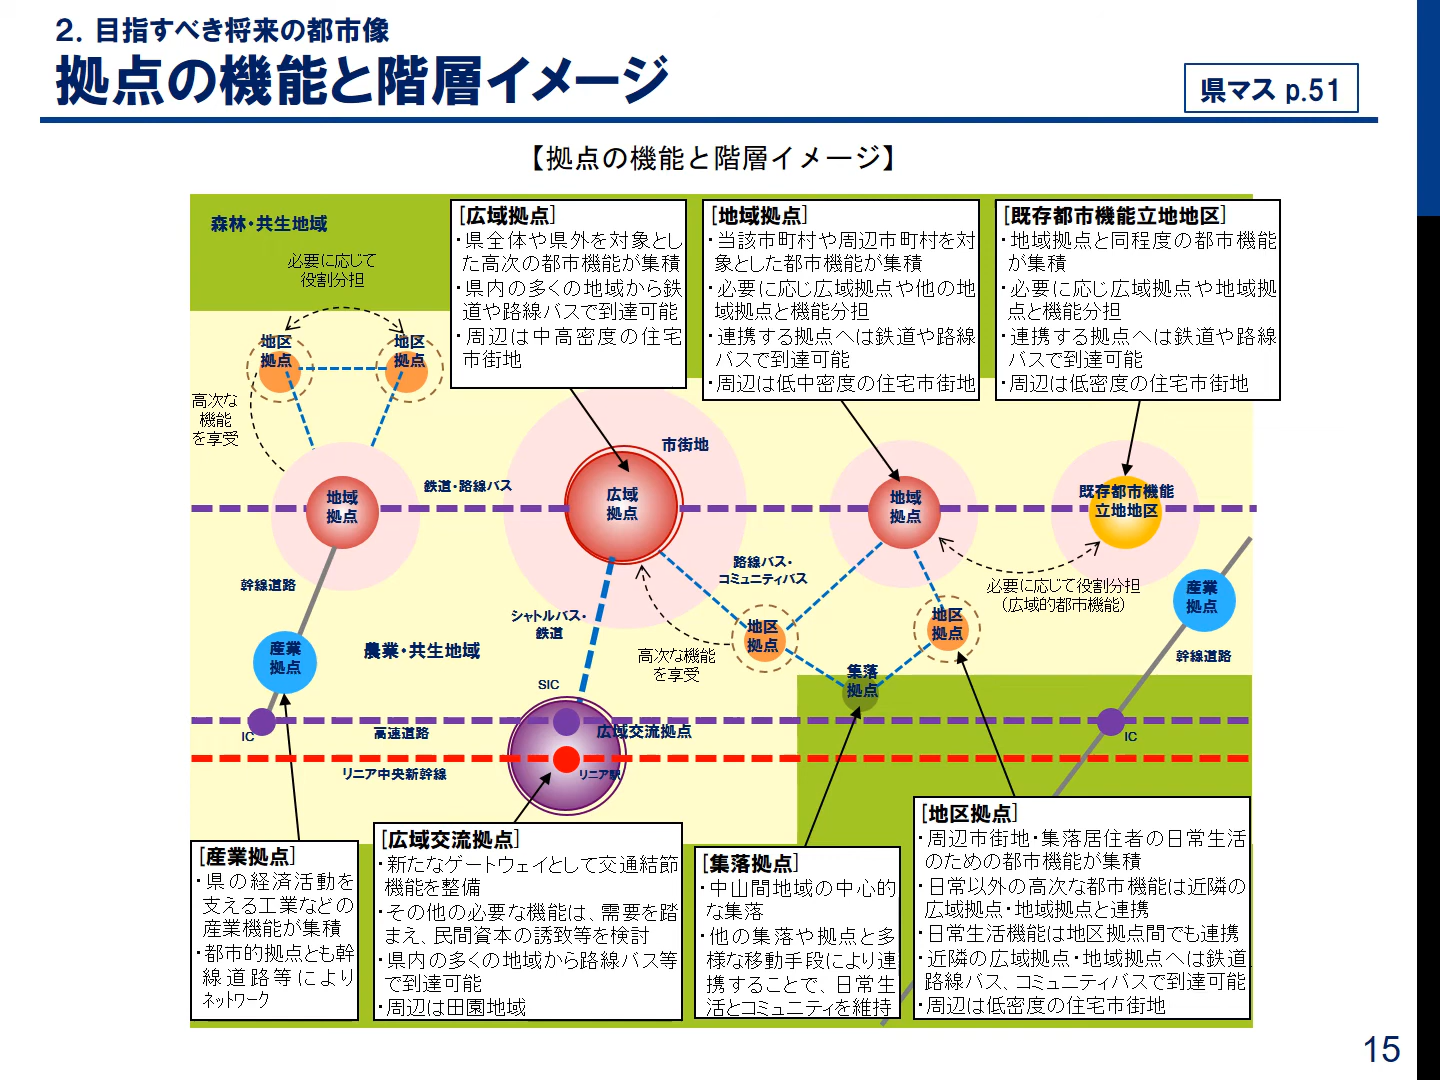 2. 目指すべき将来の都市像
拠点の機能と階層イメージ
県マス p.51
【拠点の機能と階層イメージ】
森林・共生地域
必要に応じて
役割分担
地区
拠点
地区
拠点
高次な
機能
を享受
[広域拠点]
・県全体や県外を対象とし
た高次の都市機能が集積
・県内の多くの地域から鉄
道や路線バスで到達可能
・周辺は中高密度の住宅
市街地
[地域拠点]
・当該市町村や周辺市町村を対
象とした都市機能が集積
・必要に応じ広域拠点や他の地
域拠点と機能分担
・連携する拠点へは鉄道や路線
バスで到達可能
・周辺は低中密度の住宅市街地
[既存都市機能立地地区]
・地域拠点と同程度の都市機能
が集積
・必要に応じ広域拠点や地域拠
点と機能分担
・連携する拠点へは鉄道や路線
バスで到達可能
・周辺は低密度の住宅市街地
市街地
鉄道・路線バス
地域
拠点
広域
拠点
地域
拠点
既存都市機能
立地地区
幹線道路
路線バス・
コミュニティバス
必要に応じて役割分担
(広域的都市機能)
産業
拠点
シャトルバス・
鉄道
地区
拠点
地区
拠点
産業
拠点
農業・共生地域
高次な機能
を享受
集落
拠点
幹線道路
SIC
IC
高速道路
広域交流拠点
IC
リニア中央新幹線
リニア駅
[産業拠点]
・県の経済活動を
支える工業などの
産業機能が集積
・都市的拠点とも幹
線道路等により
ネットワーク
[広域交流拠点]
・新たなゲートウェイとして交通結節
機能を整備
・その他の必要な機能は、需要を踏
まえ、民間資本の誘致等を検討
・県内の多くの地域から路線バス等
で到達可能
・周辺は田園地域
[集落拠点]
・中山間地域の中心的
な集落
・他の集落や拠点と多
様な移動手段により連
携することで、日常生
活とコミュニティを維持
[地区拠点]
・周辺市街地・集落居住者の日常生活
のための都市機能が集積
・日常以外の高次な都市機能は近隣の
広域拠点・地域拠点と連携
・日常生活機能は地区拠点間でも連携
・近隣の広域拠点・地域拠点へは鉄道
路線バス、コミュニティバスで到達可能
・周辺は低密度の住宅市街地
15